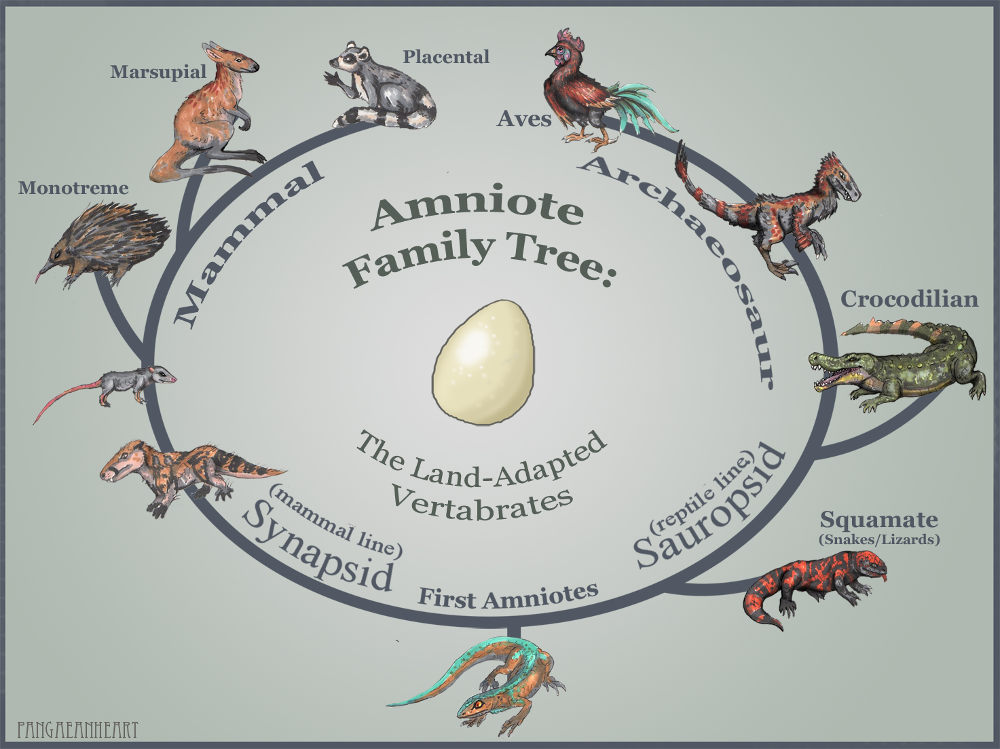 Marsupial
Placental
Aves
Monotreme
Mammal
Archaeosaur
Amniote
Family Tree:
Crocodilian
The Land-Adapted
Vertabrates
(mammal line)
Synapsid
(reptile line)
Sauropsid
Squamate
(Snakes/Lizards)
First Amniotes
PANGAEANHEART